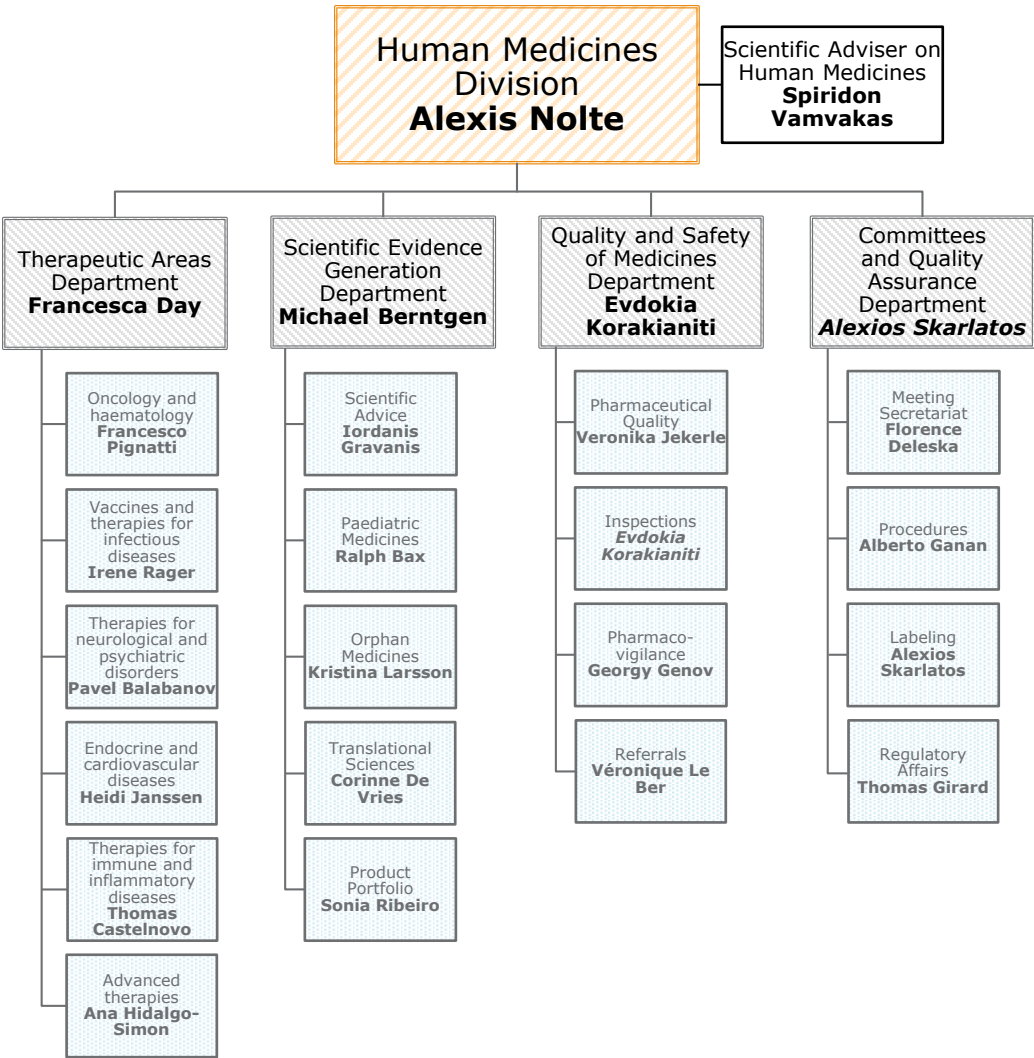 Human Medicines
Division
Alexis Nolte
Scientific Adviser on
Human Medicines
Spiridon
Vamvakas
Therapeutic Areas
Department
Francesca Day
Scientific Evidence
Generation
Department
Michael Berntgen
Quality and Safety
of Medicines
Department
Evdokia
Korakianiti
Committees
and Quality
Assurance
Department
Alexios Skarlatos
Oncology and
haematology
Francesco
Pignatti
Vaccines and
therapies for
infectious
diseases
Irene Rager
Therapies for
neurological and
psychiatric
disorders
Pavel Balabanov
Endocrine and
cardiovascular
diseases
Heidi Janssen
Therapies for
immune and
inflammatory
diseases
Thomas
Castelnovo
Advanced
therapies
Ana Hidalgo-
Simon
Scientific
Advice
Iordanis
Gravanis
Paediatric
Medicines
Ralph Bax
Orphan
Medicines
Kristina Larsson
Translational
Sciences
Corinne De
Vries
Product
Portfolio
Sonia Ribeiro
Pharmaceutical
Quality
Veronika Jekerle
Inspections
Evdokia
Korakianiti
Pharmaco-
vigilance
Georgy Genov
Referrals
Véronique Le
Ber
Meeting
Secretariat
Florence
Deleska
Procedures
Alberto Ganan
Labeling
Alexios
Skarlatos
Regulatory
Affairs
Thomas Girard